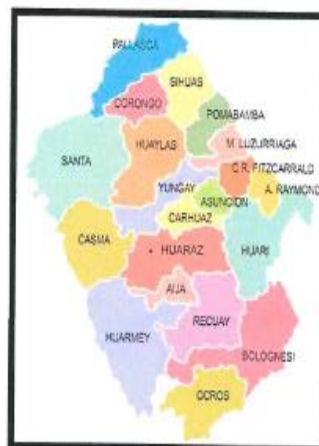 PALLASCA
SIHUAS
CORONGO
POMABAMBA
M. LUZURRIAGA
HUAYLAS
SANTA
C.R. FITZCARRALD
YUNGAY
A. RAYMOND
ASUNCION
CARHUAZ
CASMA
HUARAZ
HUARI
AIJA
HUARMEY
RECUAY
BOLOGNESI
OCROS